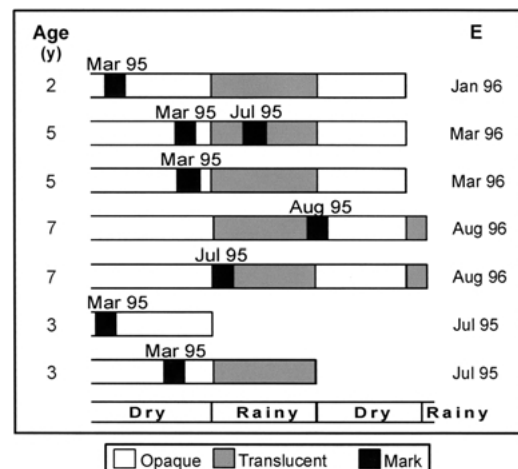 Age E
(y)
Mar 95
2 Jan 96
Mar 95 Jul 95
5 Mar 96
Mar 95
5 Mar 96
Aug 95
7 Aug 96
Jul 95
7 Aug 96
Mar 95
3 Jul 95
Mar 95
3 Jul 95
Dry Rainy Dry Rainy
Opaque Translucent Mark